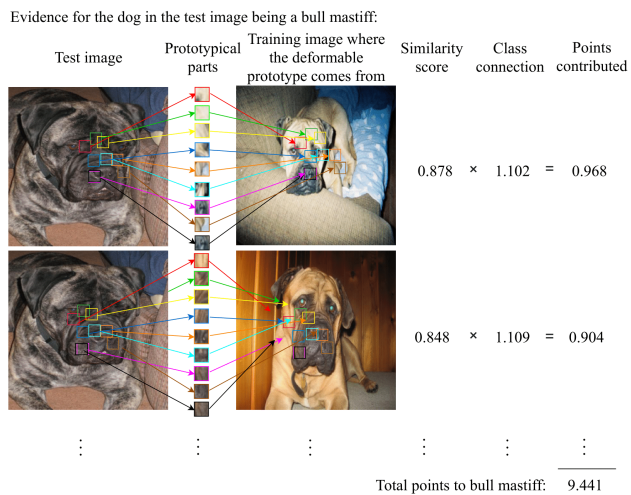 Evidence for the dog in the test image being a bull mastiff:
Test image
Prototypical
parts
Training image where
the deformable
prototype comes from
Similarity
score
Class
connection
Points
contributed
0.878 × 1.102 = 0.968
0.848 × 1.109 = 0.904
Total points to bull mastiff: 9.441